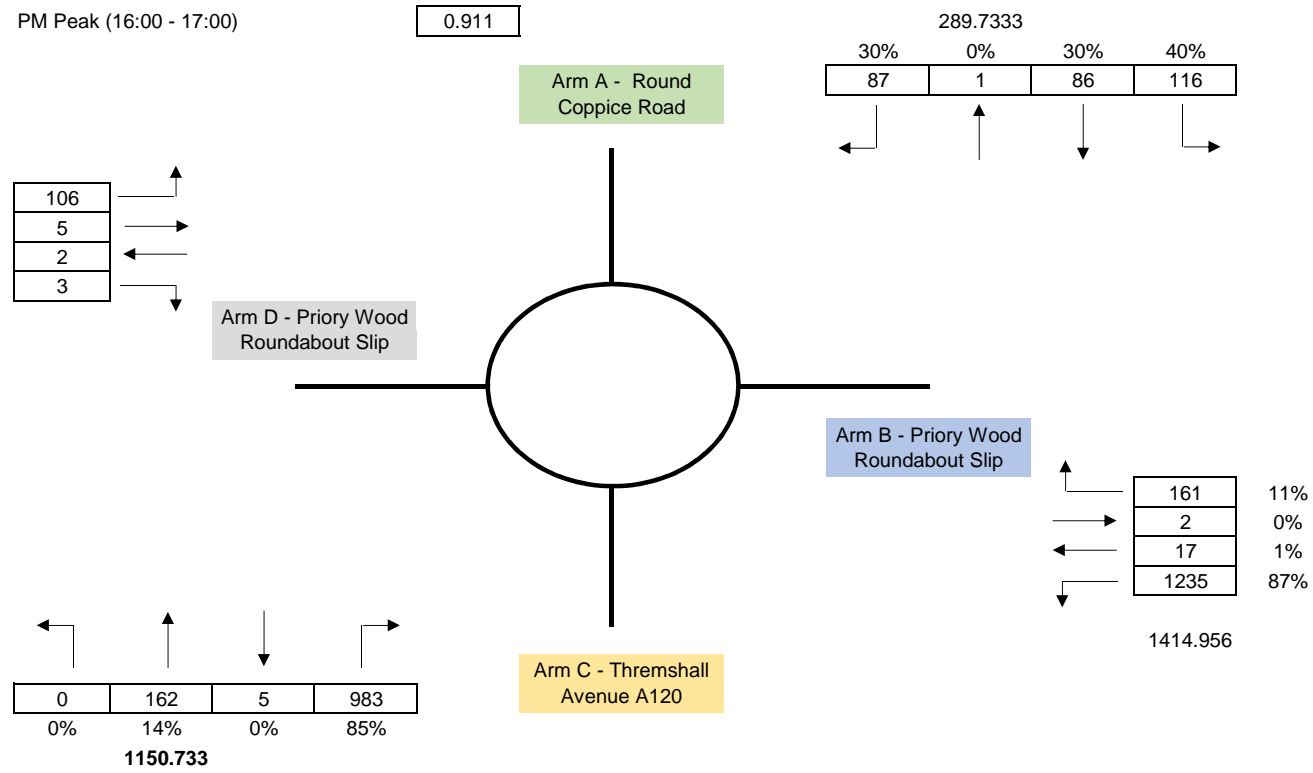 PM Peak (16:00 - 17:00) 0.911
289.7333
30% 0% 30% 40%
87 1 86 116
Arm A - Round
Coppice Road
106
5
2
3
Arm D - Priory Wood
Roundabout Slip
Arm B - Priory Wood
Roundabout Slip
161 11%
2 0%
17 1%
1235 87%
1414.956
Arm C - Thremshall
Avenue A120
0 162 5 983
0% 14% 0% 85%
1150.733